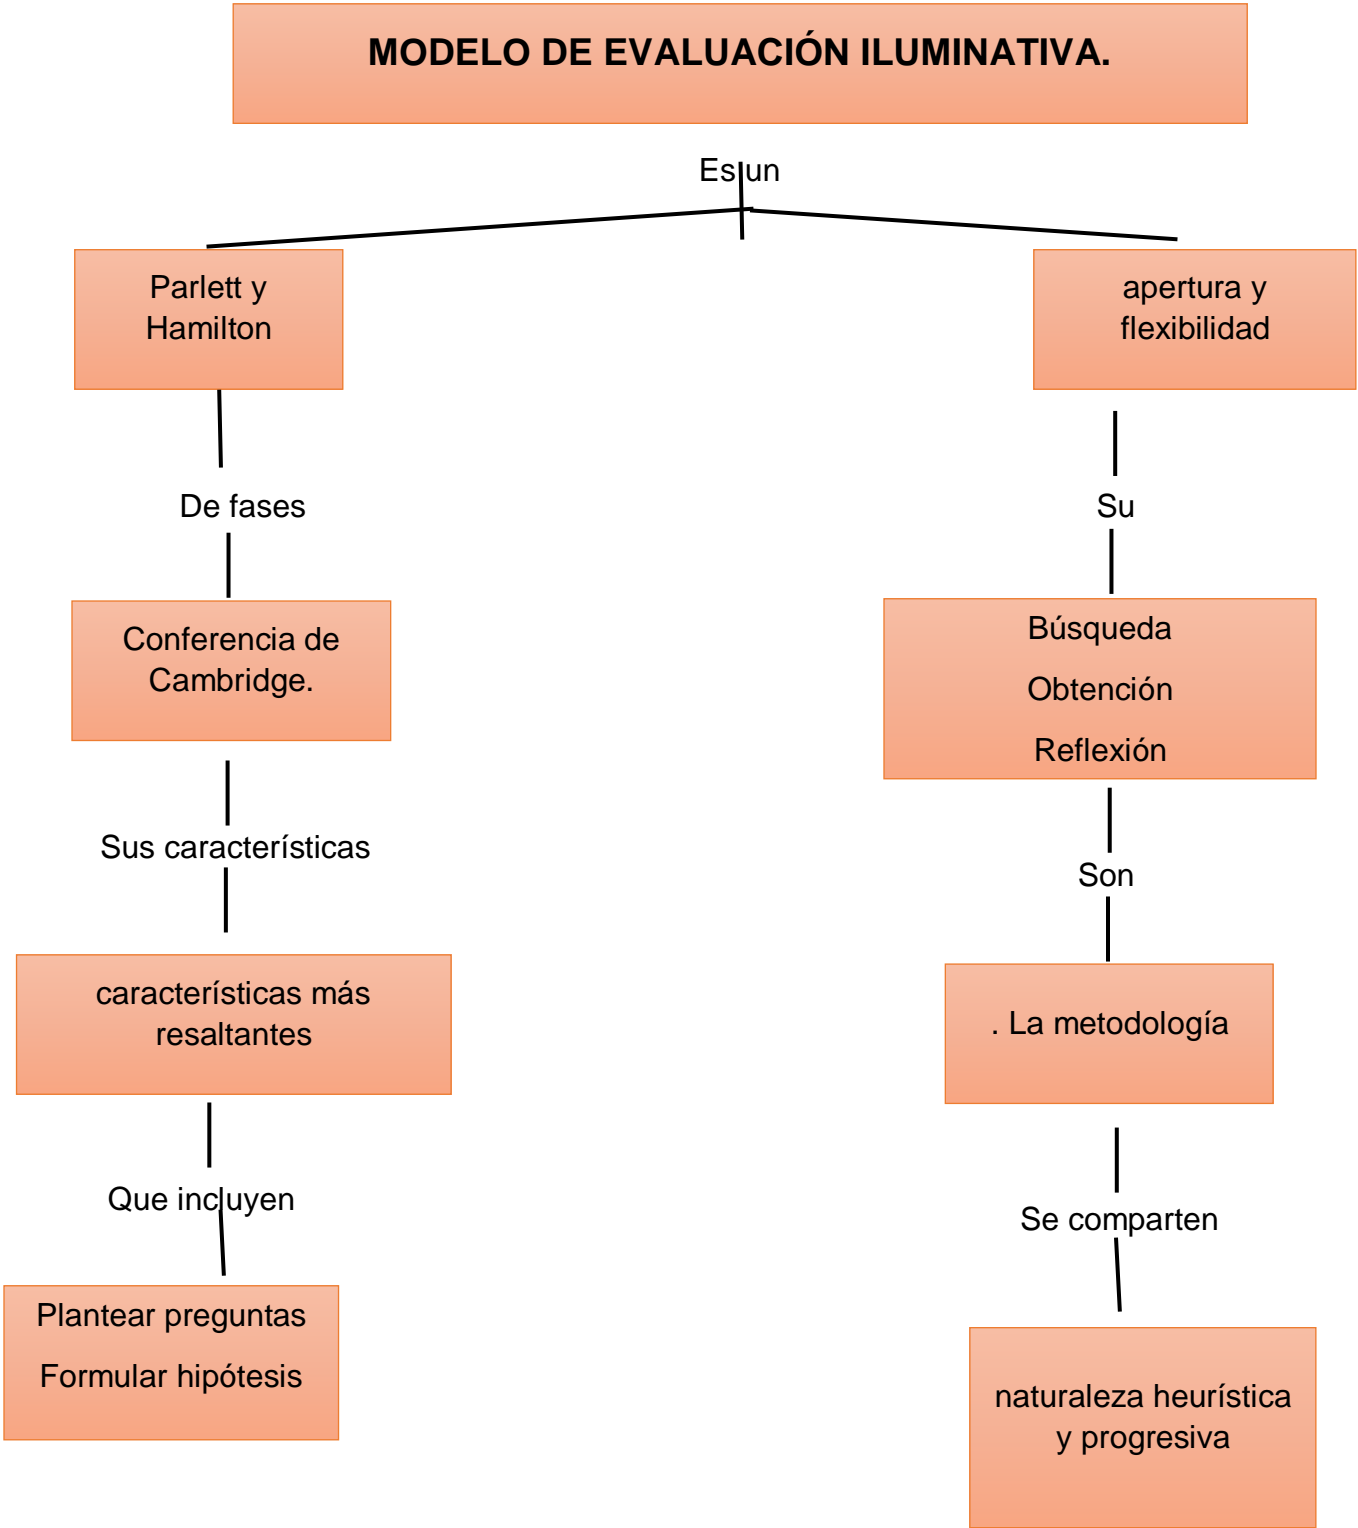 MODELO DE EVALUACIÓN ILUMINATIVA.
Es un
Parlett y
Hamilton
De fases
Conferencia de
Cambridge.
Sus características
características más
resaltantes
Que incluyen
Plantear preguntas
Formular hipótesis
apertura y
flexibilidad
Su
Búsqueda
Obtención
Reflexión
Son
. La metodología
Se comparten
naturaleza heurística
y progresiva